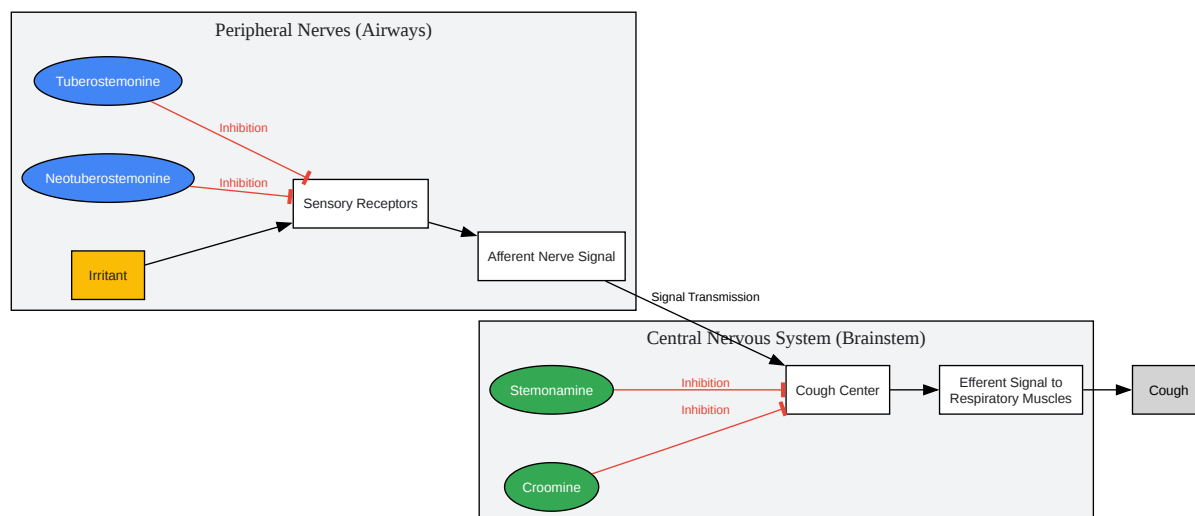 Peripheral Nerves (Airways)
Tuberostemonine
Inhibition
Neotuberostemonine
Inhibition
Sensory Receptors
Irritant
Afferent Nerve Signal
Signal Transmission
Central Nervous System (Brainstem)
Stemonamine
Inhibition
Inhibition
Cough Center
Efferent Signal to
Respiratory Muscles
Cough
Croomine